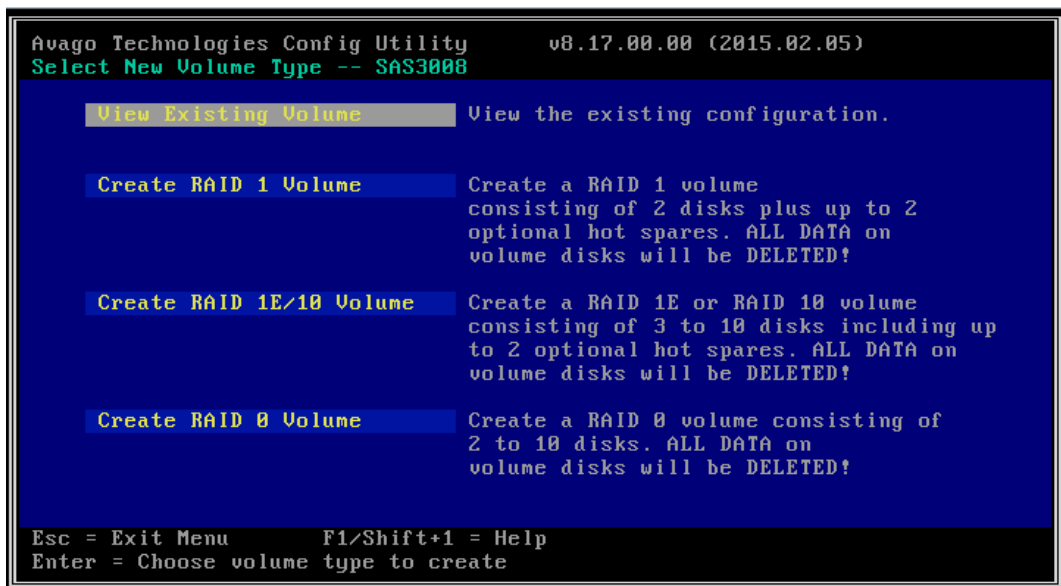 Avago Technologies Config Utility v8.17.00.00 (2015.02.05)
Select New Volume Type -- SAS3008
View Existing Volume View the existing configuration.
Create RAID 1 Volume Create a RAID 1 volume
consisting of 2 disks plus up to 2
optional hot spares. ALL DATA on
volume disks will be DELETED!
Create RAID 1E/10 Volume Create a RAID 1E or RAID 10 volume
consisting of 3 to 10 disks including up
to 2 optional hot spares. ALL DATA on
volume disks will be DELETED!
Create RAID 0 Volume Create a RAID 0 volume consisting of
2 to 10 disks. ALL DATA on
volume disks will be DELETED!
Esc = Exit Menu F1/Shift+1 = Help
Enter = Choose volume type to create